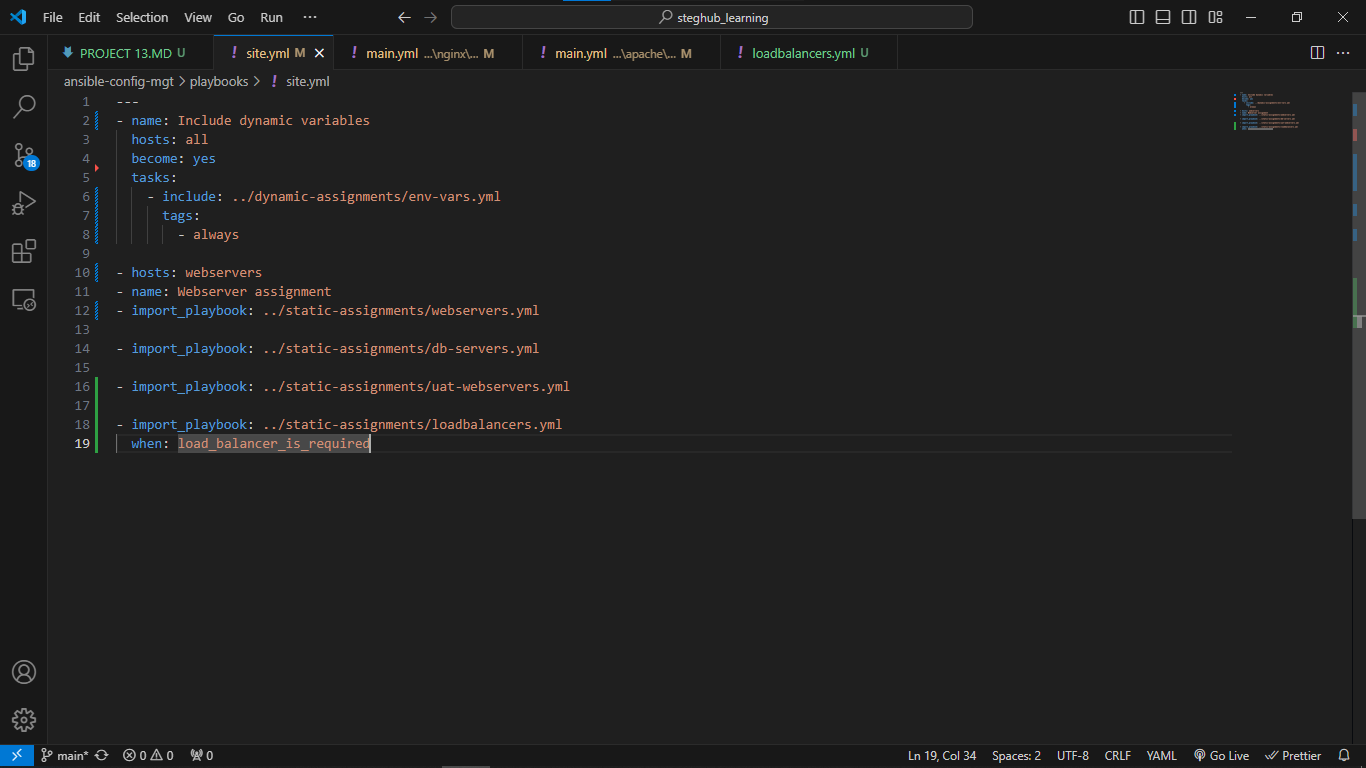 File Edit Selection View Go Run ··· steghub_learning
PROJECT 13.MD U ! site.yml M ! main.yml ...\nginx\... M ! main.yml ...\apache\... M ! loadbalancers.yml U
ansible-config-mgt > playbooks > ! site.yml
1 ---
2 - name: Include dynamic variables
3 hosts: all
4 become: yes
5 tasks:
6 - include: ../dynamic-assignments/env-vars.yml
7 tags:
8 - always
9
10 - hosts: webservers
11 - name: Webserver assignment
12 - import_playbook: ../static-assignments/webservers.yml
13
14 - import_playbook: ../static-assignments/db-servers.yml
15
16 - import_playbook: ../static-assignments/uat-webservers.yml
17
18 - import_playbook: ../static-assignments/loadbalancers.yml
19 when: load_balancer_is_required
18
main* 0 0 0 Ln 19, Col 34 Spaces: 2 UTF-8 CRLF YAML Go Live Prettier